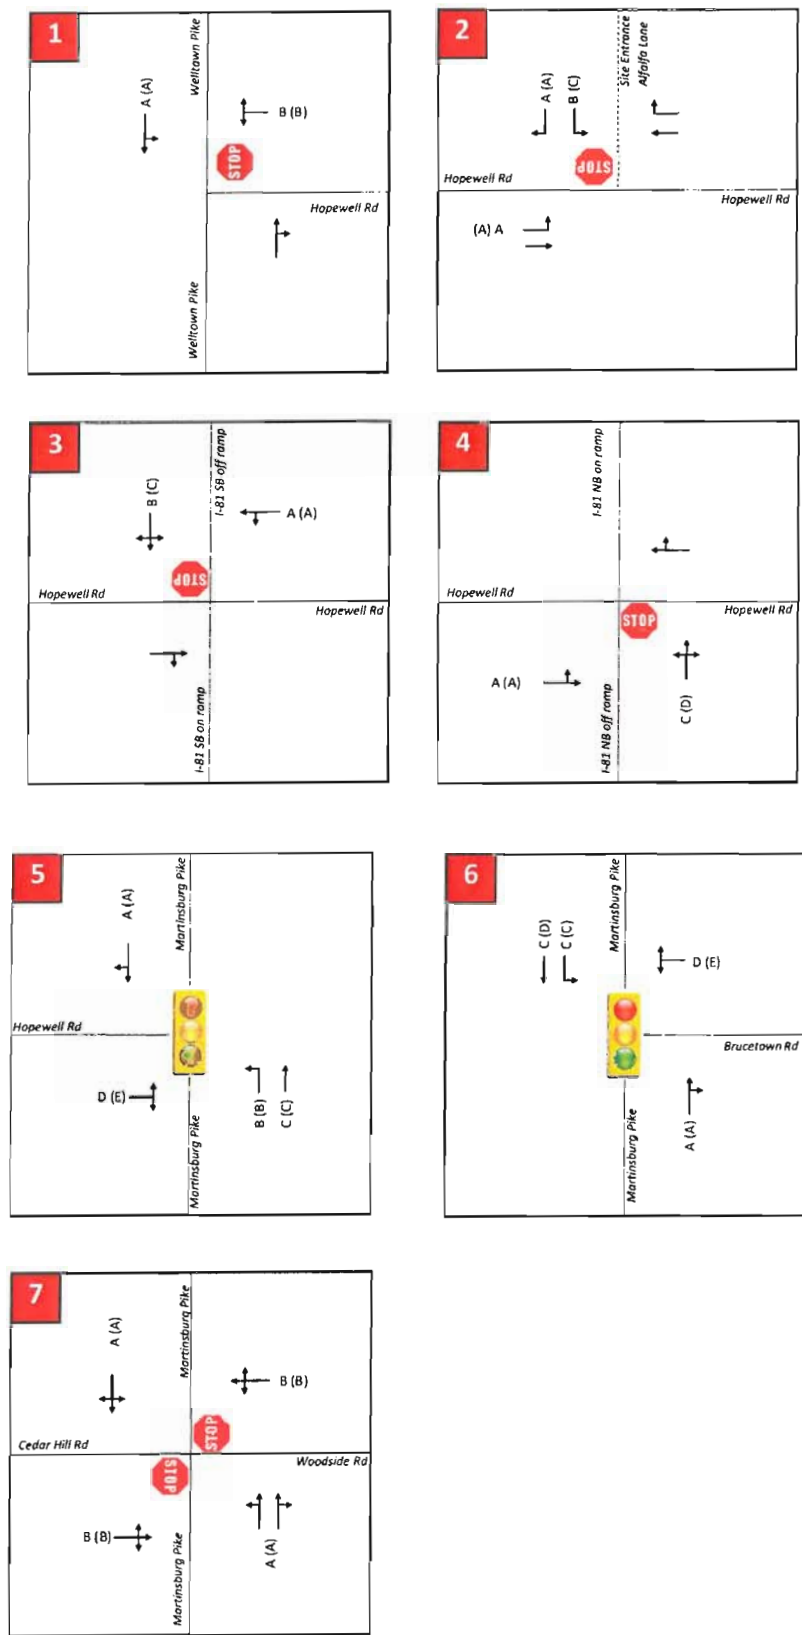 1
Welltown Pike
A (A)
B (B)
STOP
Hopewell Rd
Welltown Pike
2
Site Entrance
Alfalfa Lane
A (A)
B (C)
STOP
Hopewell Rd
Hopewell Rd
(A) A
3
I-81 SB off ramp
B (C)
A (A)
STOP
Hopewell Rd
Hopewell Rd
I-81 SB on ramp
4
I-81 NB on ramp
Hopewell Rd
Hopewell Rd
STOP
A (A)
C (D)
I-81 NB off ramp
5
Martinsburg Pike
A (A)
Hopewell Rd
D (E)
B (B)
C (C)
Martinsburg Pike
6
Martinsburg Pike
C (D)
C (C)
D (E)
Brucetown Rd
A (A)
Martinsburg Pike
7
Martinsburg Pike
A (A)
B (B)
STOP
Cedar Hill Rd
Woodside Rd
STOP
B (B)
A (A)
Martinsburg Pike